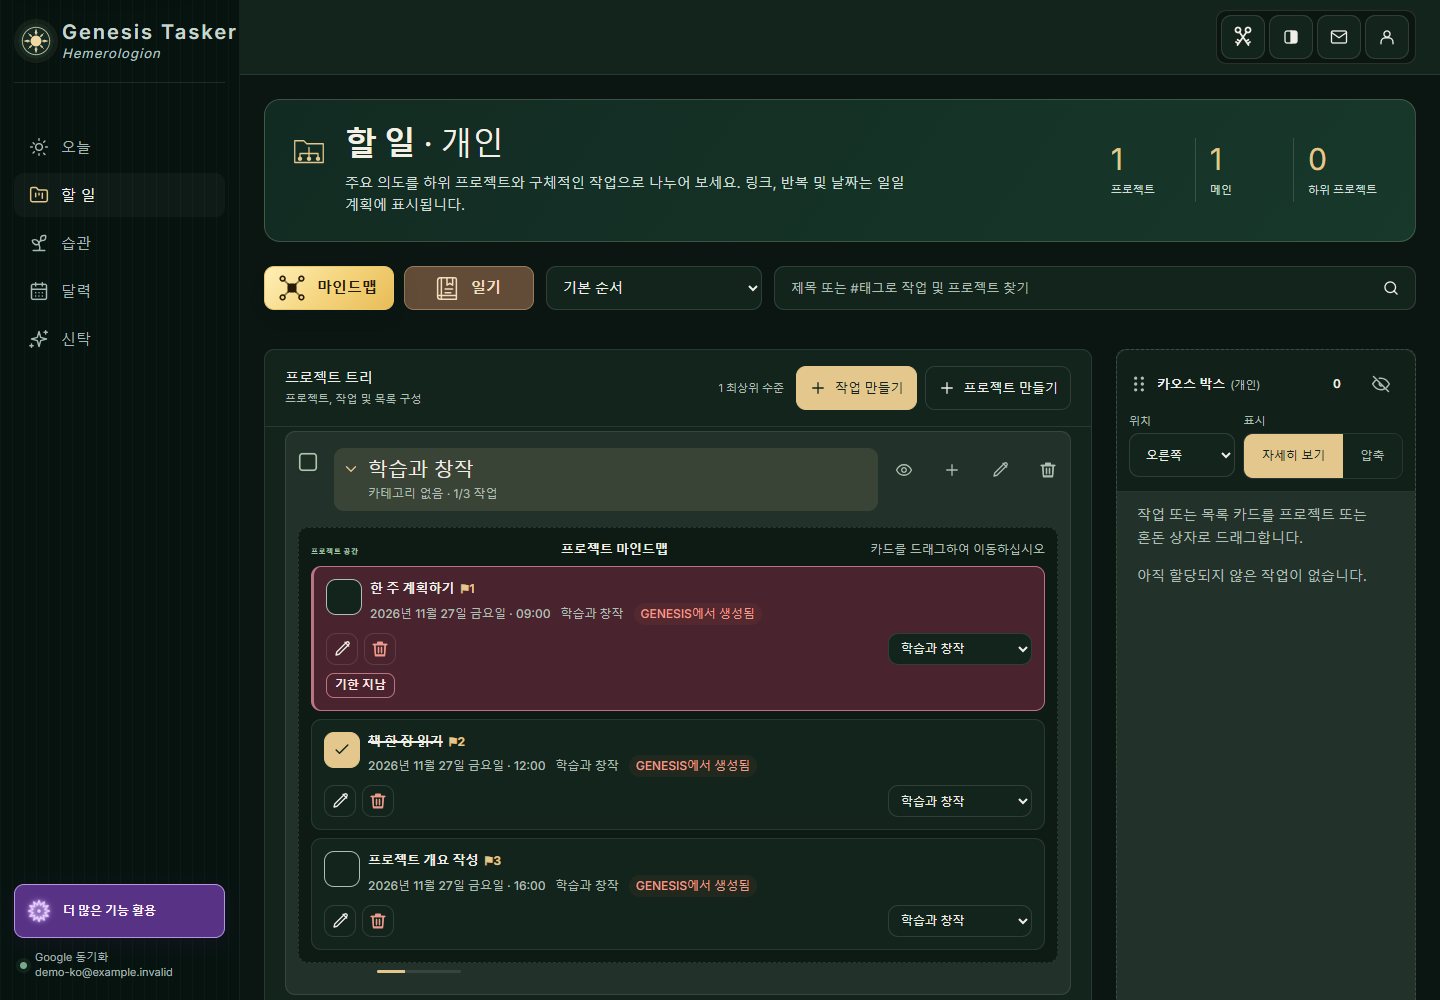 Genesis Tasker
Hemerologion
오늘
할 일
습관
달력
신탁
더 많은 기능 활용
Google 동기화
demo-ko@example.invalid
할 일 · 개인
주요 의도를 하위 프로젝트와 구체적인 작업으로 나누어 보세요. 링크, 반복 및 날짜는 일일
계획에 표시됩니다.
1
프로젝트
1
메인
0
하위 프로젝트
마인드맵
일기
기본 순서
제목 또는 #태그로 작업 및 프로젝트 찾기
프로젝트 트리
프로젝트, 작업 및 목록 구성
1 최상위 수준
작업 만들기
프로젝트 만들기
학습과 창작
카테고리 없음 · 1/3 작업
프로젝트 공간
프로젝트 마인드맵
카드를 드래그하여 이동하십시오
한 주 계획하기 1
2026년 11월 27일 금요일 · 09:00 학습과 창작 GENESIS에서 생성됨
학습과 창작
기한 지남
책 한 장 읽기 2
2026년 11월 27일 금요일 · 12:00 학습과 창작 GENESIS에서 생성됨
학습과 창작
프로젝트 개요 작성 3
2026년 11월 27일 금요일 · 16:00 학습과 창작 GENESIS에서 생성됨
학습과 창작
카오스 박스 (개인) 0
위치
표시
오른쪽
자세히 보기
압축
작업 또는 목록 카드를 프로젝트 또는
혼돈 상자로 드래그합니다.
아직 할당되지 않은 작업이 없습니다.